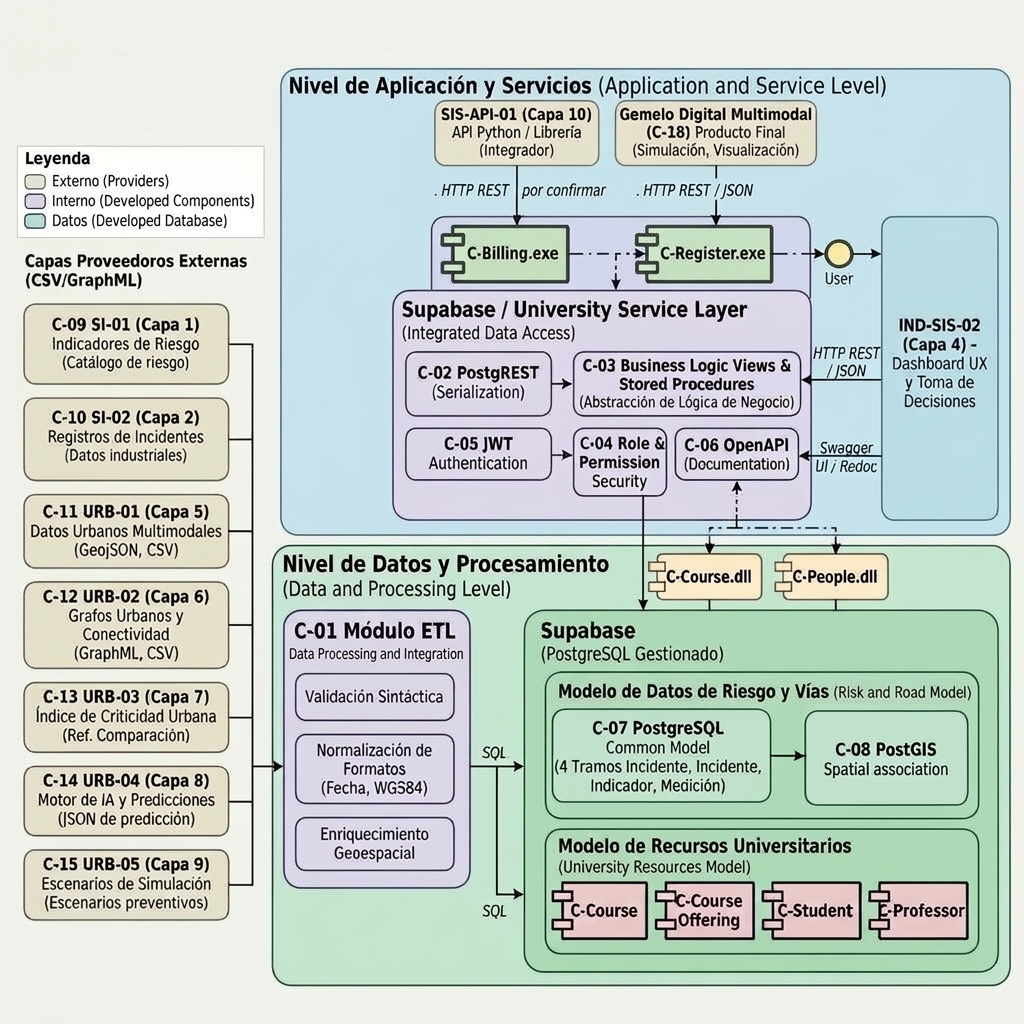 Nivel de Aplicación y Servicios (Application and Service Level)
SIS-API-01 (Capa 10)
API Python / Librería
(Integrador)
Gemelo Digital Multimodal
(C-18) Producto Final
(Simulación, Visualización)
. HTTP REST
por confirmar
. HTTP REST / JSON
C-Billing.exe
C-Register.exe
User
Supabase / University Service Layer
(Integrated Data Access)
C-02 PostgREST
(Serialization)
C-03 Business Logic Views &
Stored Procedures
(Abstracción de Lógica de Negocio)
C-05 JWT
Authentication
C-04 Role &
Permission
Security
C-06 OpenAPI
(Documentation)
HTTP REST
/ JSON
Swagger
UI / Redoc
IND-SIS-02
(Capa 4) -
Dashboard UX
y Toma de
Decisiones
Leyenda
Externo (Providers)
Interno (Developed Components)
Datos (Developed Database)
Capas Proveedoros Externas
(CSV/GraphML)
C-09 SI-01 (Capa 1)
Indicadores de Riesgo
(Catálogo de riesgo)
C-10 SI-02 (Capa 2)
Registros de Incidentes
(Datos industriales)
C-11 URB-01 (Capa 5)
Datos Urbanos Multimodales
(GeojSON, CSV)
C-12 URB-02 (Capa 6)
Grafos Urbanos y
Conectividad
(GraphML, CSV)
C-13 URB-03 (Capa 7)
Índice de Criticidad Urbana
(Ref. Comparación)
C-14 URB-04 (Capa 8)
Motor de IA y Predicciones
(JSON de predicción)
C-15 URB-05 (Capa 9)
Escenarios de Simulación
(Escenarios preventivos)
Nivel de Datos y Procesamiento
(Data and Processing Level)
C-Course.dll
C-People.dll
C-01 Módulo ETL
Data Processing and Integration
Validación Sintáctica
Normalización de
Formatos
(Fecha, WGS84)
Enriquecimiento
Geoespacial
SQL
SQL
Supabase
(PostgreSQL Gestionado)
Modelo de Datos de Riesgo y Vías (Risk and Road Model)
C-07 PostgreSQL
Common Model
(4 Tramos Incidente, Incidente,
Indicador, Medición)
C-08 PostGIS
Spatial association
Modelo de Recursos Universitarios
(University Resources Model)
C-Course
C-Course
Offering
C-Student
C-Professor